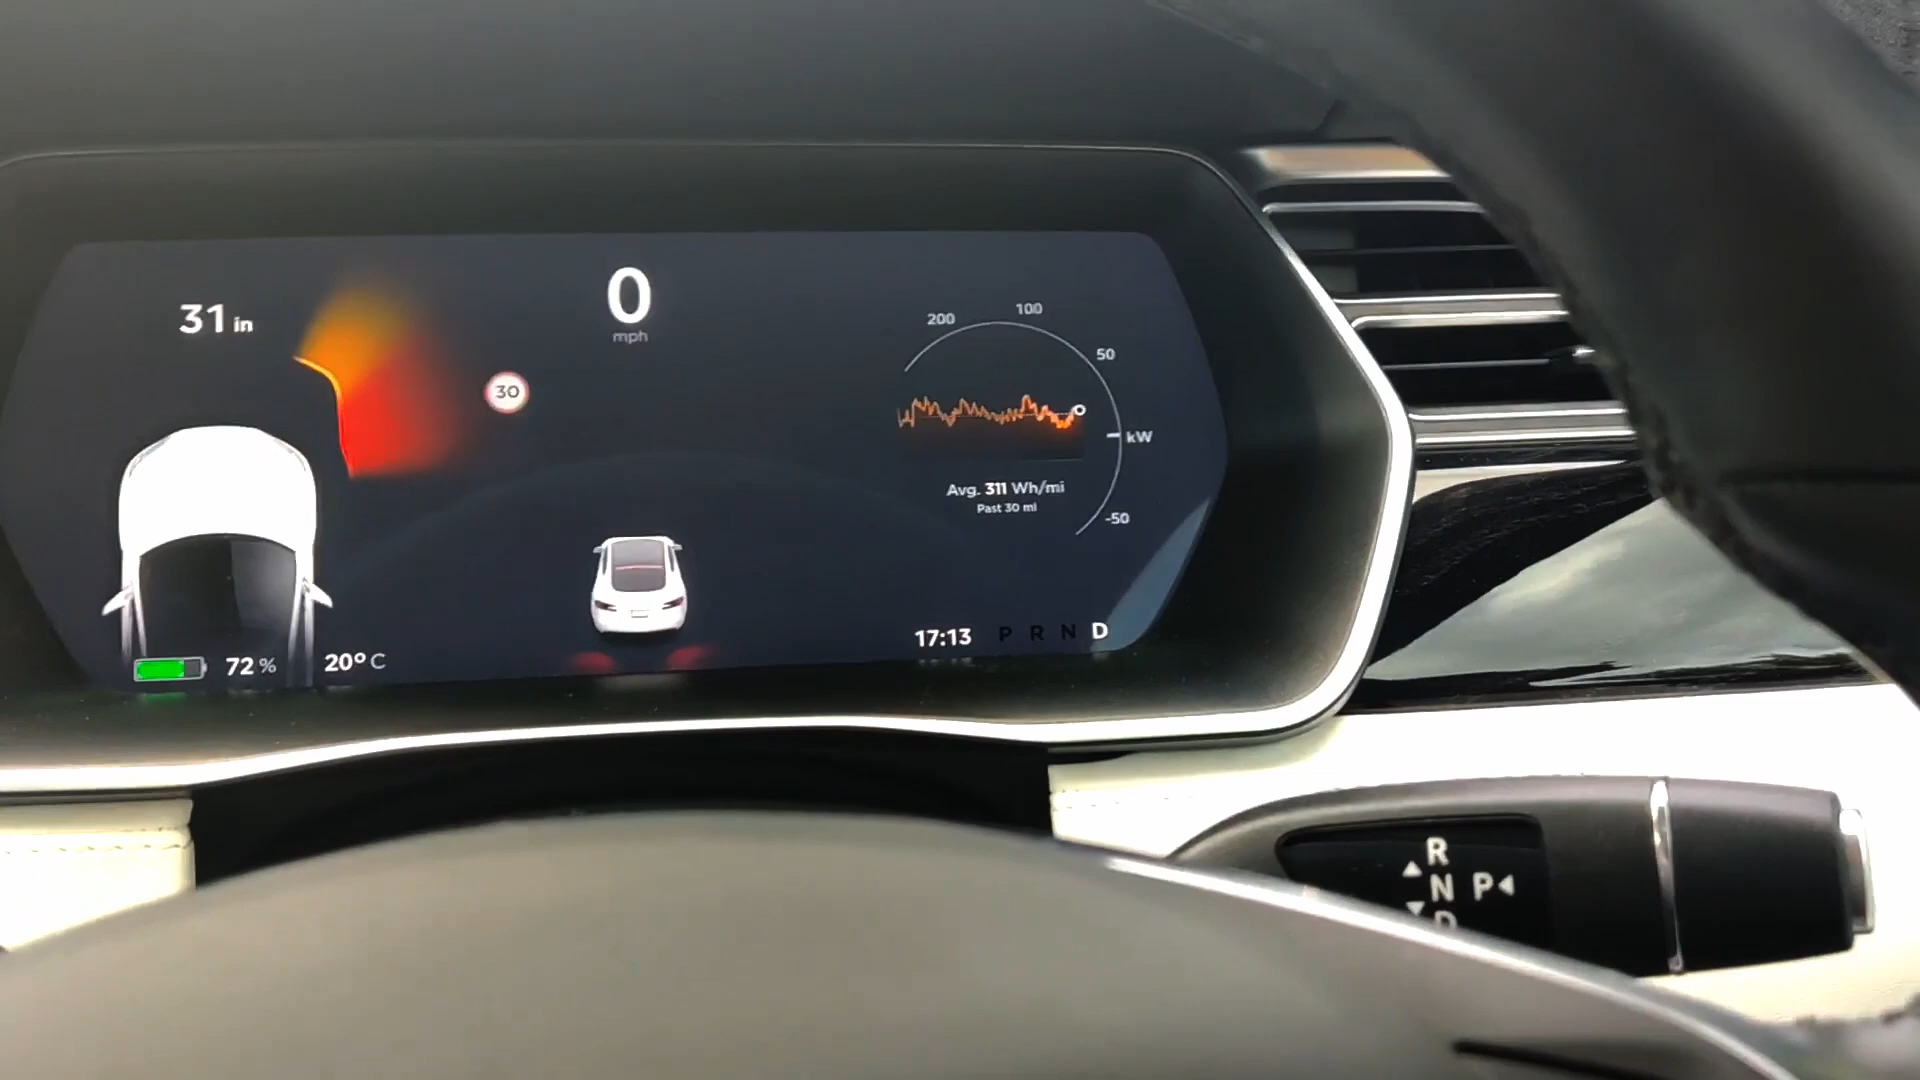 31 in
30
0
mph
200
100
50
kW
-50
Avg. 311 Wh/mi
Past 30 mi
72 %
20° C
17:13 P R N D
R
N P
D